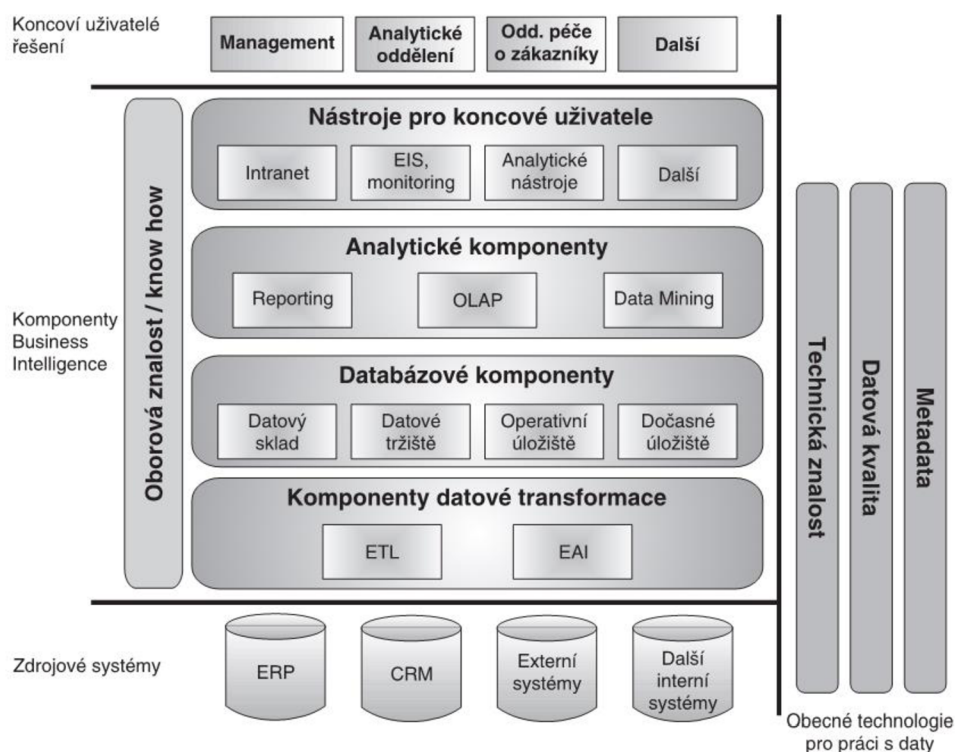 Koncoví uživatelé
řešení
Management
Analytické
oddělení
Odd. péče
o zákazníky
Další
Oborová znalost / know how
Nástroje pro koncové uživatele
Intranet
EIS,
monitoring
Analytické
nástroje
Další
Analytické komponenty
Reporting
OLAP
Data Mining
Komponenty
Business
Intelligence
Databázové komponenty
Datový
sklad
Datové
tržiště
Operativní
úložiště
Dočasné
úložiště
Komponenty datové transformace
ETL
EAI
Technická znalost
Datová kvalita
Metadata
Zdrojové systémy
ERP
CRM
Externí
systémy
Další
interní
systémy
Obecné technologie
pro práci s daty